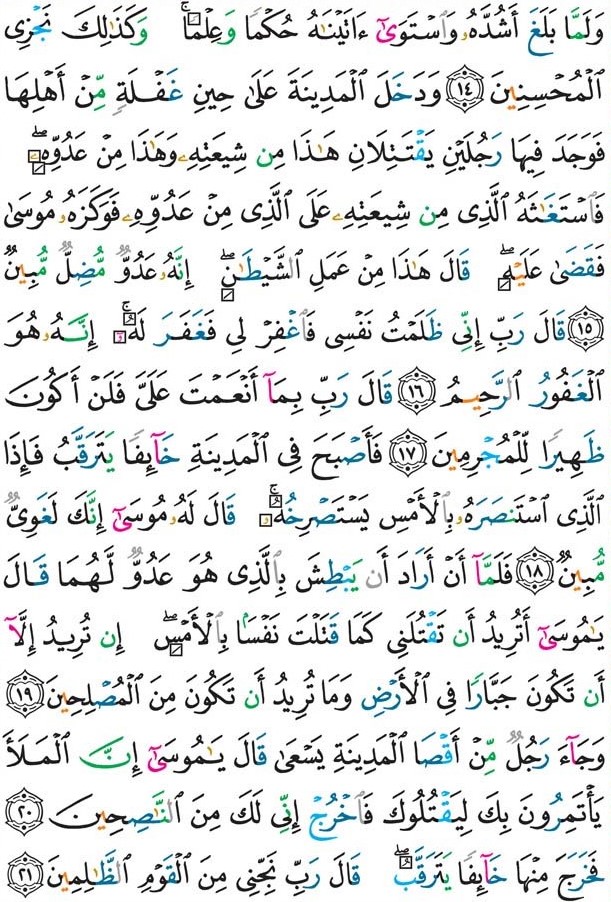 وَلَمَّا بَلَغَ أَشُدَّهُۥ وَٱسْتَوَىٰٓ ءَاتَيْنَٰهُ حُكْمًا وَعِلْمًا ۚ وَكَذَٰلِكَ نَجْزِى
ٱلْمُحْسِنِينَ ١٤ وَدَخَلَ ٱلْمَدِينَةَ عَلَىٰ حِينِ غَفْلَةٍ مِّنْ أَهْلِهَا
فَوَجَدَ فِيهَا رَجُلَيْنِ يَقْتَتِلَانِ هَٰذَا مِن شِيعَتِهِۦ وَهَٰذَا مِنْ عَدُوِّهِۦ ۖ
فَٱسْتَغَٰثَهُ ٱلَّذِى مِن شِيعَتِهِۦ عَلَى ٱلَّذِى مِنْ عَدُوِّهِۦ فَوَكَزَهُۥ مُوسَىٰ
فَقَضَىٰ عَلَيْهِ ۖ قَالَ هَٰذَا مِنْ عَمَلِ ٱلشَّيْطَٰنِ ۖ إِنَّهُۥ عَدُوٌّ مُّضِلٌّ مُّبِينٌ
١٥ قَالَ رَبِّ إِنِّى ظَلَمْتُ نَفْسِى فَٱغْفِرْ لِى فَغَفَرَ لَهُۥٓ ۚ إِنَّهُۥ هُوَ
ٱلْغَفُورُ ٱلرَّحِيمُ ١٦ قَالَ رَبِّ بِمَآ أَنْعَمْتَ عَلَىَّ فَلَنْ أَكُونَ
ظَهِيرًا لِّلْمُجْرِمِينَ ١٧ فَأَصْبَحَ فِى ٱلْمَدِينَةِ خَآئِفًا يَتَرَقَّبُ فَإِذَا
ٱلَّذِى ٱسْتَنصَرَهُۥ بِٱلْأَمْسِ يَسْتَصْرِخُهُۥ ۚ قَالَ لَهُۥ مُوسَىٰٓ إِنَّكَ لَغَوِىٌّ
مُّبِينٌ ١٨ فَلَمَّآ أَنْ أَرَادَ أَن يَبْطِشَ بِٱلَّذِى هُوَ عَدُوٌّ لَّهُمَا قَالَ
يَٰمُوسَىٰٓ أَتُرِيدُ أَن تَقْتُلَنِى كَمَا قَتَلْتَ نَفْسًۢا بِٱلْأَمْسِ ۖ إِن تُرِيدُ إِلَّآ
أَن تَكُونَ جَبَّارًا فِى ٱلْأَرْضِ وَمَا تُرِيدُ أَن تَكُونَ مِنَ ٱلْمُصْلِحِينَ ١٩
وَجَآءَ رَجُلٌ مِّنْ أَقْصَا ٱلْمَدِينَةِ يَسْعَىٰ قَالَ يَٰمُوسَىٰٓ إِنَّ ٱلْمَلَأَ
يَأْتَمِرُونَ بِكَ لِيَقْتُلُوكَ فَٱخْرُجْ إِنِّى لَكَ مِنَ ٱلنَّٰصِحِينَ ٢٠
فَخَرَجَ مِنْهَا خَآئِفًا يَتَرَقَّبُ ۖ قَالَ رَبِّ نَجِّنِى مِنَ ٱلْقَوْمِ ٱلظَّٰلِمِينَ ٢١